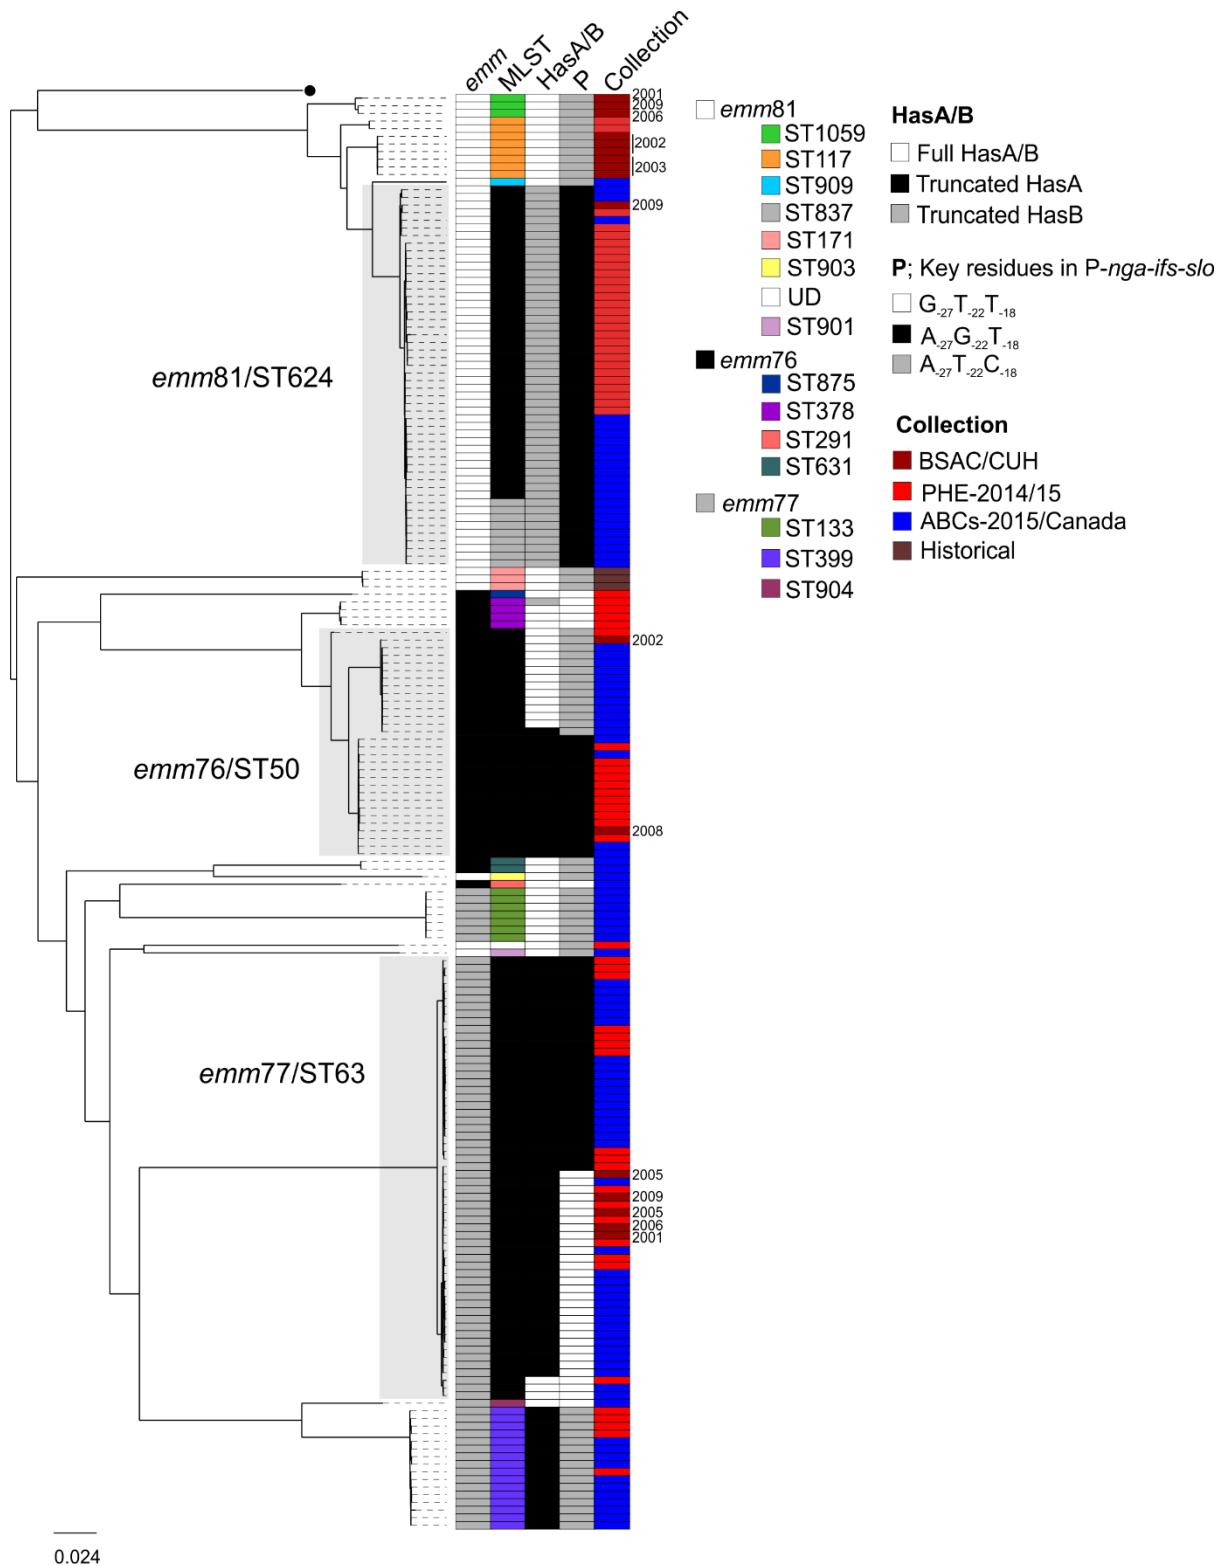 emm
MLST
HasA/B
P
Collection
2001
2009
2006
2002
2003
2009
emm81/ST624
2002
emm76/ST50
2008
emm77/ST63
2005
2009
2005
2006
2001
0.024
emm81
ST1059
ST117
ST909
ST837
ST171
ST903
UD
ST901
emm76
ST875
ST378
ST291
ST631
emm77
ST133
ST399
ST904
HasA/B
Full HasA/B
Truncated HasA
Truncated HasB
P; Key residues in P-nga-ifs-slo
G-27T-22T-18
A-27G-22T-18
A-27T-22C-18
Collection
BSAC/CUH
PHE-2014/15
ABCs-2015/Canada
Historical